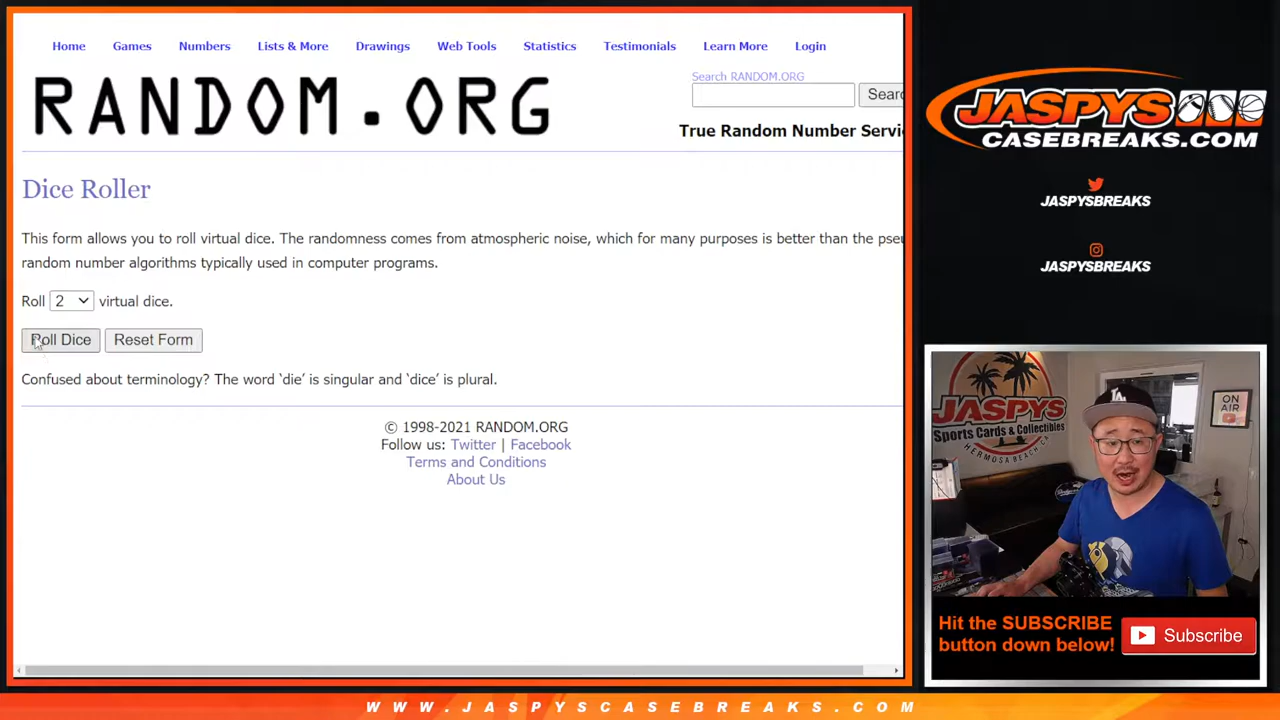 Home Games Numbers Lists & More Drawings Web Tools Statistics Testimonials Learn More Login
RANDOM.ORG
Search RANDOM.ORG
True Random Number Servi
Dice Roller
This form allows you to roll virtual dice. The randomness comes from atmospheric noise, which for many purposes is better than the pseu
random number algorithms typically used in computer programs.
Roll 2 virtual dice.
Roll Dice Reset Form
Confused about terminology? The word ‘die’ is singular and ‘dice’ is plural.
© 1998-2021 RANDOM.ORG
Follow us: Twitter | Facebook
Terms and Conditions
About Us
JASPYS
CASEBREAKS.COM
JASPYSBREAKS
JASPYSBREAKS
JASPYS
Sports Cards & Collectibles
HERMOSA BEACH, CA
ON
AIR
LA
Hit the SUBSCRIBE
button down below!
Subscribe
WWW.JASPYSCASEBREAKS.COM